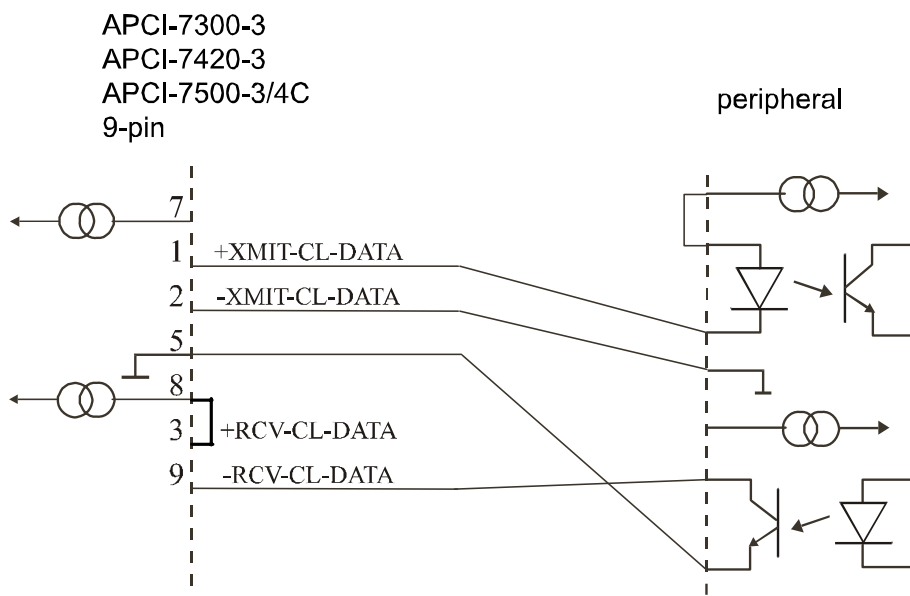 APCI-7300-3
APCI-7420-3
APCI-7500-3/4C
9-pin
peripheral
7
1 +XMIT-CL-DATA
2 -XMIT-CL-DATA
5
8
3 +RCV-CL-DATA
9 -RCV-CL-DATA